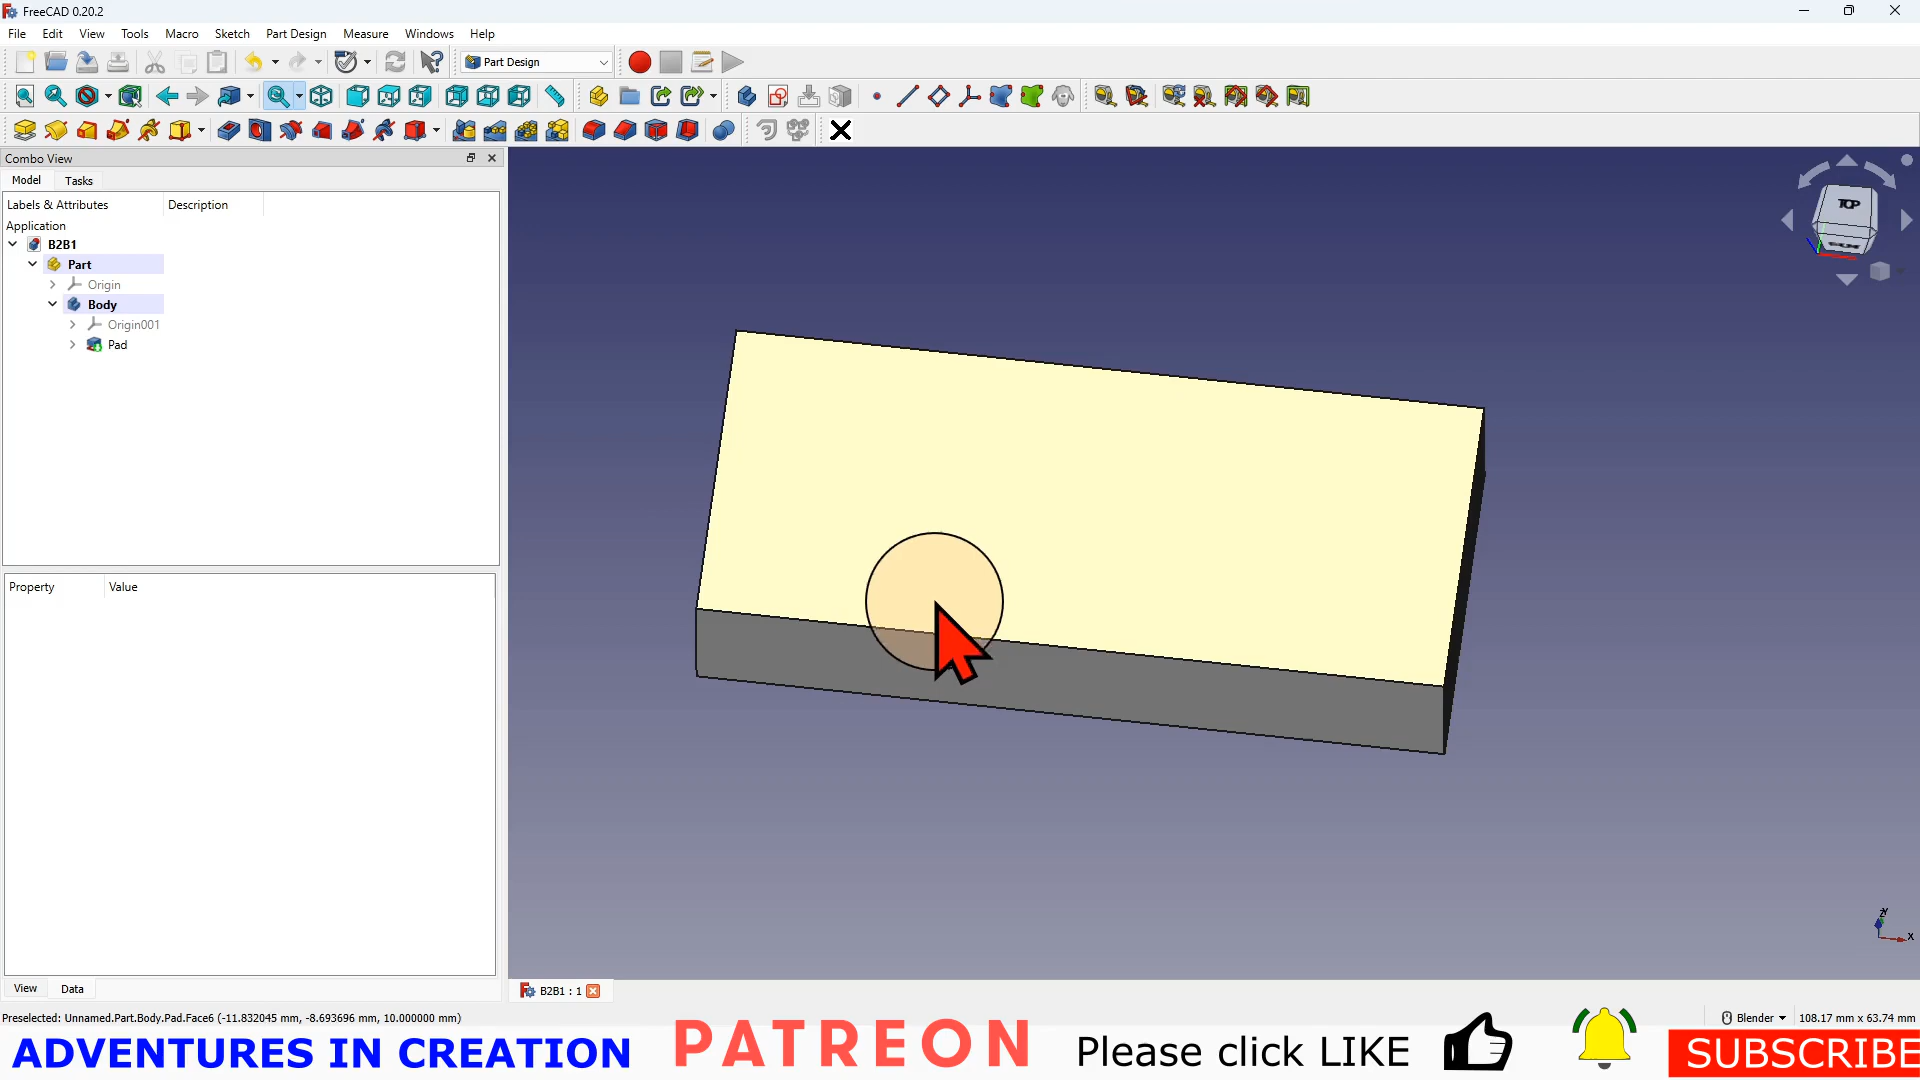 FreeCAD 0.20.2
File Edit View Tools Macro Sketch Part Design Measure Windows Help
Part Design
Combo View
Model Tasks
Labels & Attributes Description
Application
B2B1
Part
Origin
Body
Origin001
Pad
TOP
Property Value
View Data
B2B1 : 1
X
Preselected: Unnamed.Part.Body.Pad.Face6 (-11.832045 mm, -8.693696 mm, 10.000000 mm)
Blender 108.17 mm x 63.74 mm
ADVENTURES IN CREATION PATREON Please click LIKE SUBSCRIBE